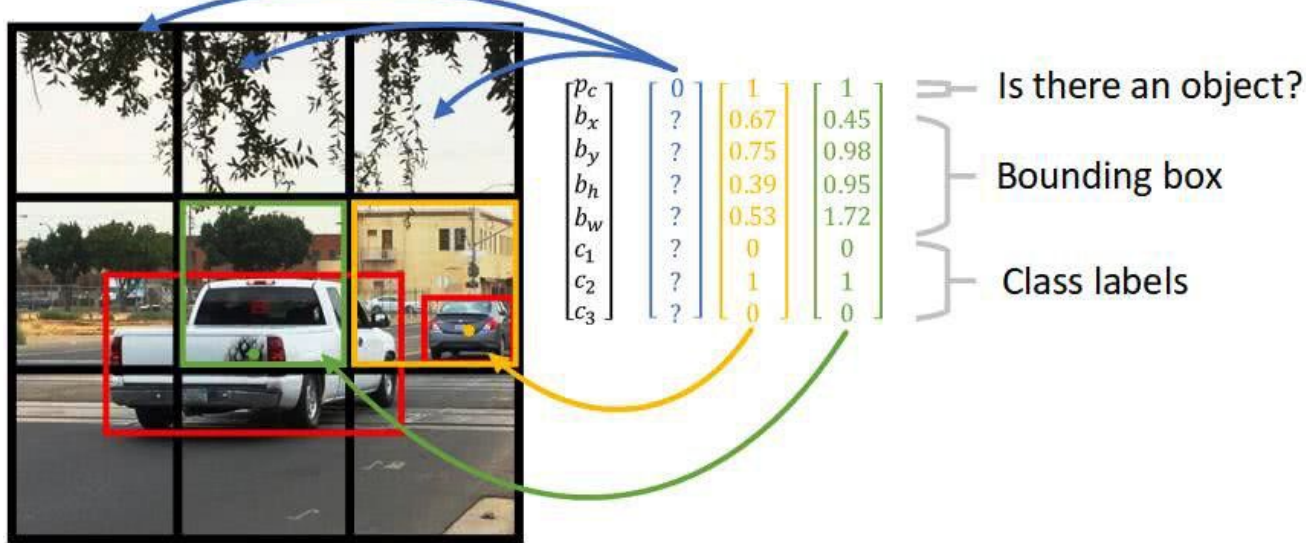 p_c 0 1 1 Is there an object?
b_x ? 0.67 0.45
b_y ? 0.75 0.98
b_h ? 0.39 0.95 Bounding box
b_w ? 0.53 1.72
c_1 ? 0 0
c_2 ? 1 1 Class labels
c_3 ? 0 0